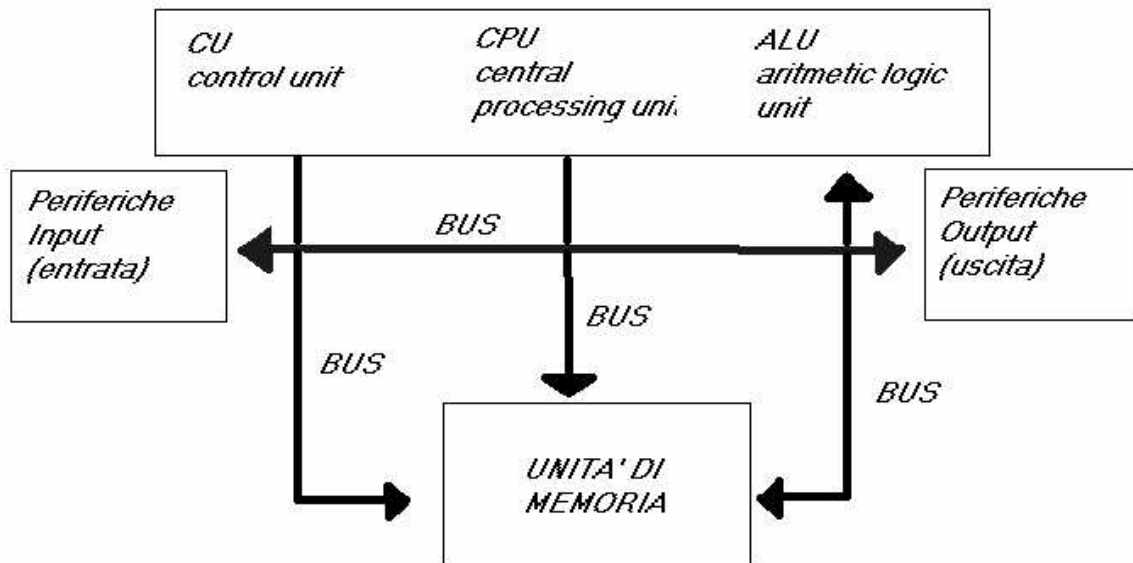 CU
control unit
CPU
central
processing uni
ALU
aritmetic logic
unit
Periferiche
Input
(entrata)
BUS
Periferiche
Output
(uscita)
BUS
BUS
BUS
UNITA' DI
MEMORIA